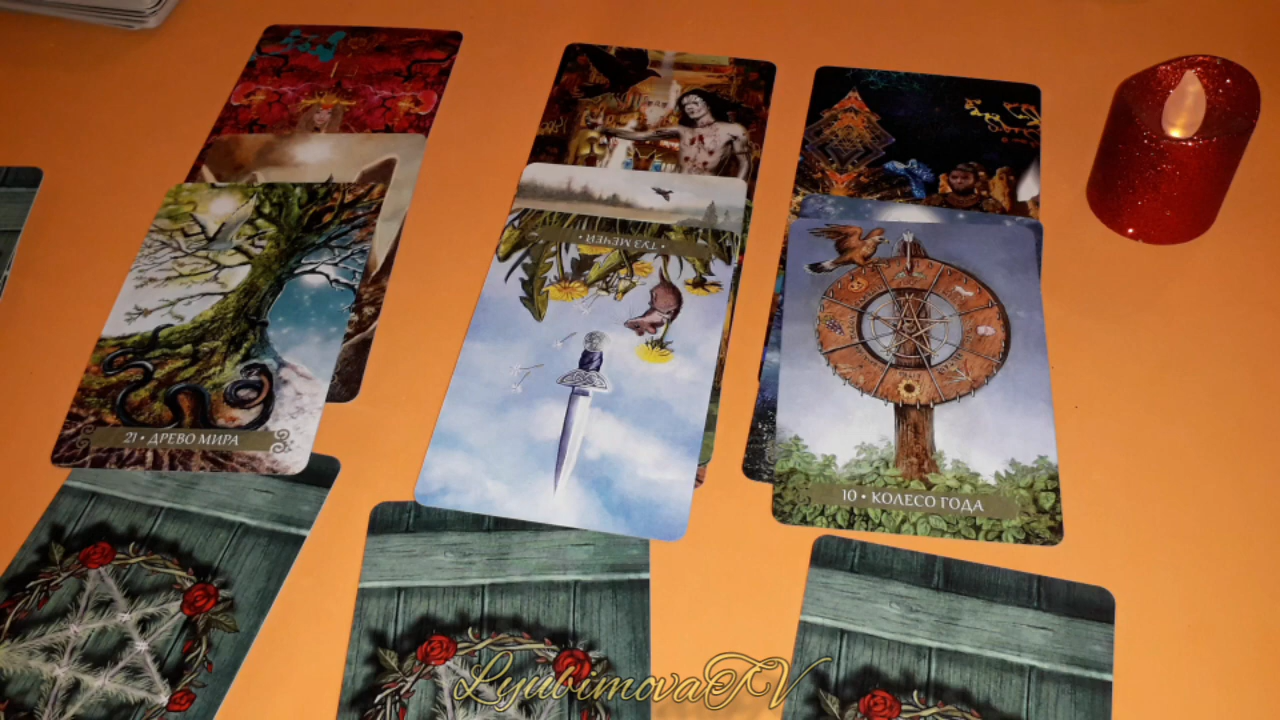 • ТУЗ МЕЧЕЙ •
21 • ДРЕВО МИРА
10 • КОЛЕСО ГОДА
LyubimovaTV